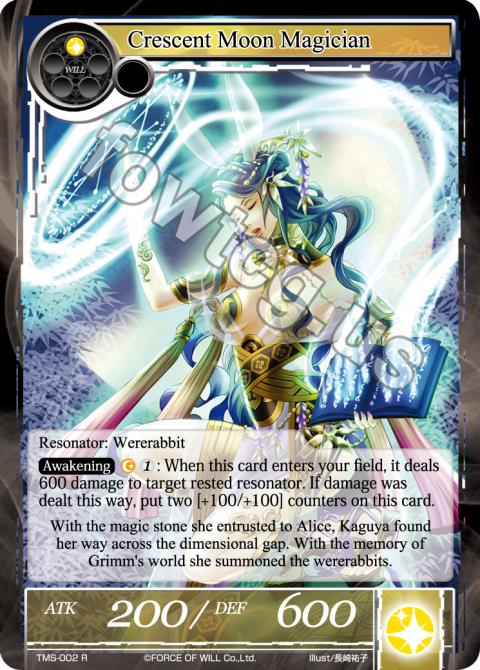 Crescent Moon Magician
WILL
fowtcg.us
Resonator: Wererabbit
Awakening 1 : When this card enters your field, it deals
600 damage to target rested resonator. If damage was
dealt this way, put two [+100/+100] counters on this card.
With the magic stone she entrusted to Alice, Kaguya found
her way across the dimensional gap. With the memory of
Grimm's world she summoned the wererabbits.
ATK 200 / DEF 600
TMS-002 R ©FORCE OF WILL Co.,Ltd. Illust/長崎祐子